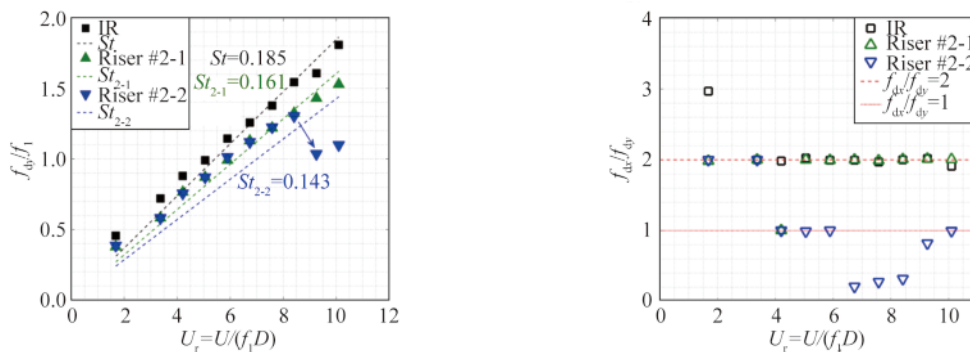 2.0
1.5
1.0
0.5
0.0
f_dy/f_1
IR
St
Riser #2-1
St_2-1
Riser #2-2
St_2-2
St=0.185
St_2-1=0.161
St_2-2=0.143
0 2 4 6 8 10 12
U_r=U/(f_1D)
4
3
2
1
0
f_dx/f_dy
IR
Riser #2-1
Riser #2-2
f_dx/f_dy=2
f_dx/f_dy=1
0 2 4 6 8 10
U_r=U/(f_1D)